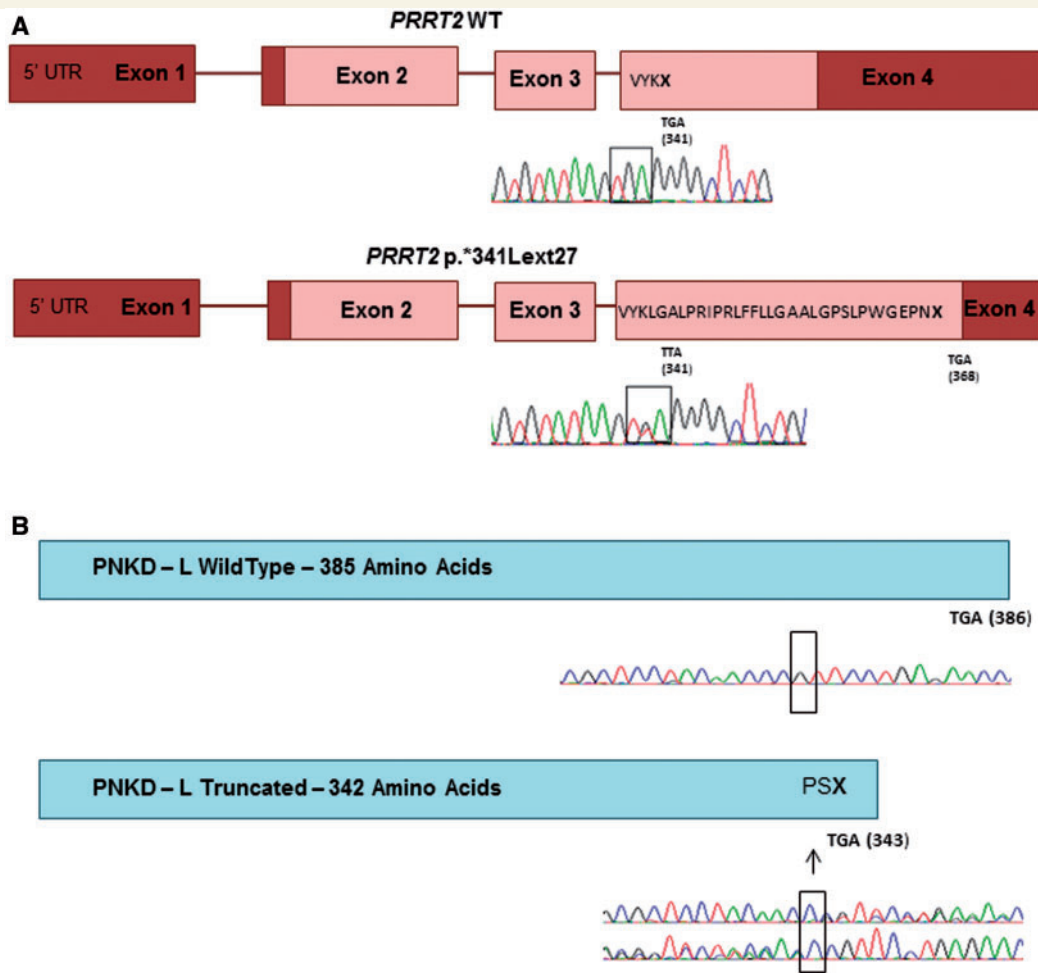 A
PRRT2 WT
5' UTR Exon 1 Exon 2 Exon 3 VYKX Exon 4
TGA
(341)
PRRT2 p.*341Lext27
5' UTR Exon 1 Exon 2 Exon 3 VYKLGALPRIPRLFFLLGAALGPSLPWGEPNX Exon 4
TTA
(341)
TGA
(368)
B
PNKD – L Wild Type – 385 Amino Acids
TGA (386)
PNKD – L Truncated – 342 Amino Acids PSX
TGA (343)